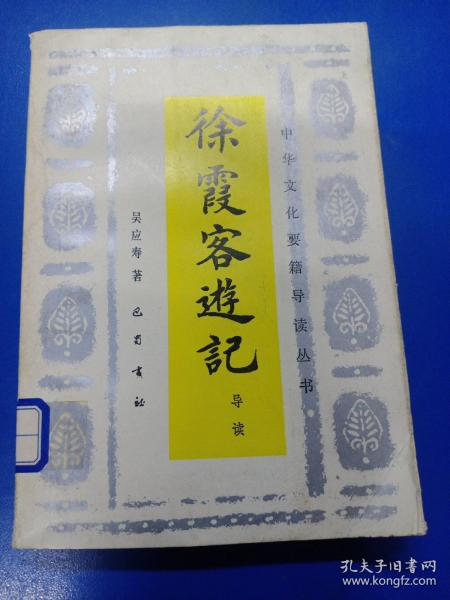 中华文化要籍导读丛书
徐霞客遊記
导读
吴应寿著
巴蜀书社
孔夫子旧书网
www.kongfz.com